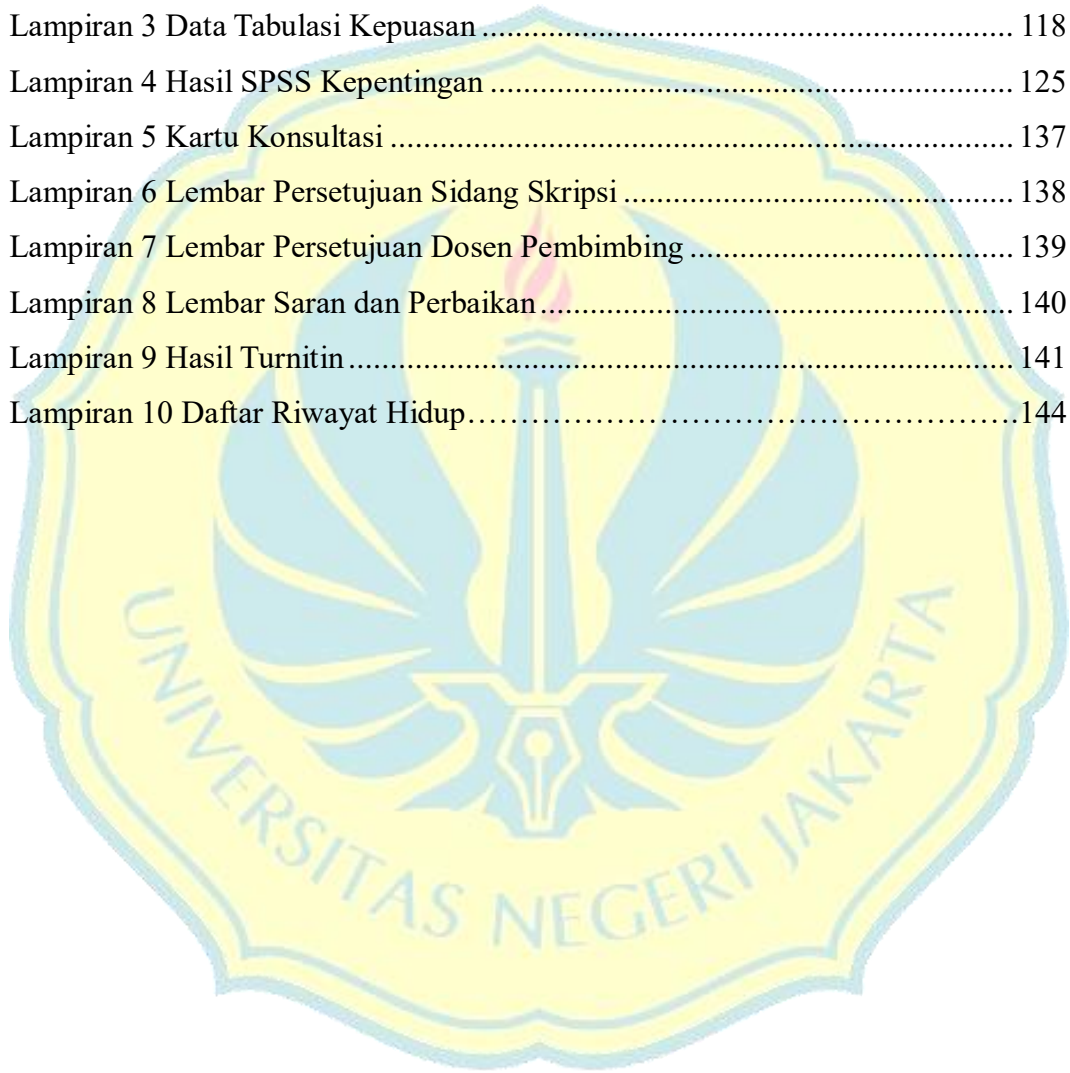 Lampiran 3 Data Tabulasi Kepuasan .................................................................. 118
Lampiran 4 Hasil SPSS Kepentingan ................................................................. 125
Lampiran 5 Kartu Konsultasi ............................................................................. 137
Lampiran 6 Lembar Persetujuan Sidang Skripsi ................................................ 138
Lampiran 7 Lembar Persetujuan Dosen Pembimbing ........................................ 139
Lampiran 8 Lembar Saran dan Perbaikan .......................................................... 140
Lampiran 9 Hasil Turnitin .................................................................................. 141
Lampiran 10 Daftar Riwayat Hidup……………………………………………….144
UNIVERSITAS NEGERI JAKARTA